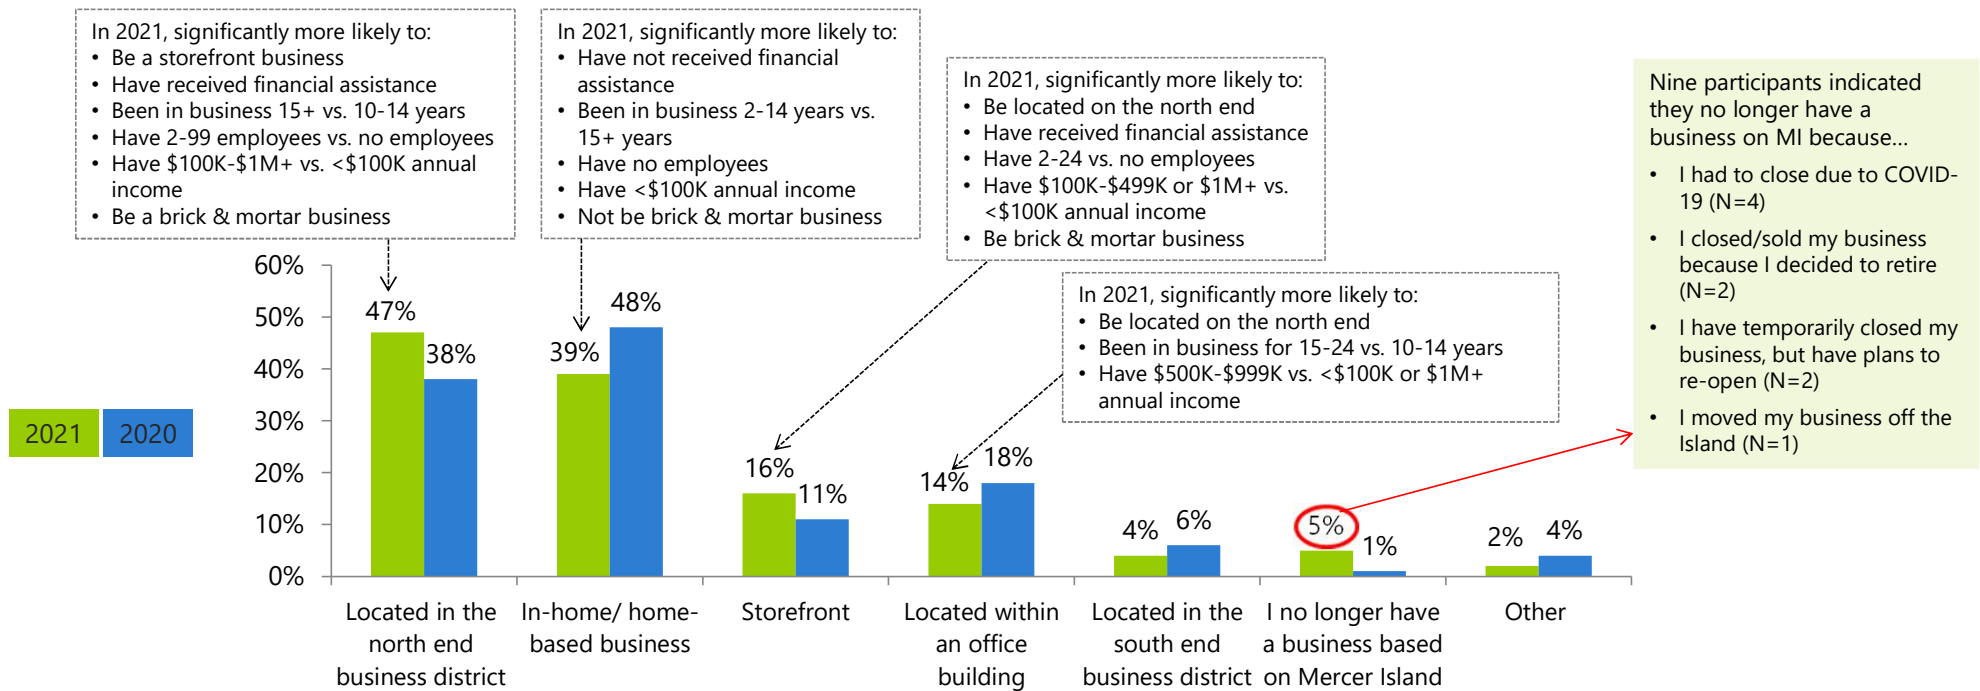 In 2021, significantly more likely to:
• Be a storefront business
• Have received financial assistance
• Been in business 15+ vs. 10-14 years
• Have 2-99 employees vs. no employees
• Have $100K-$1M+ vs. <$100K annual
income
• Be a brick & mortar business
In 2021, significantly more likely to:
• Have not received financial
assistance
• Been in business 2-14 years vs.
15+ years
• Have no employees
• Have <$100K annual income
• Not be brick & mortar business
In 2021, significantly more likely to:
• Be located on the north end
• Have received financial assistance
• Have 2-24 vs. no employees
• Have $100K-$499K or $1M+ vs.
<$100K annual income
• Be brick & mortar business
In 2021, significantly more likely to:
• Be located on the north end
• Been in business for 15-24 vs. 10-14 years
• Have $500K-$999K vs. <$100K or $1M+
annual income
Nine participants indicated
they no longer have a
business on MI because...
• I had to close due to COVID-
19 (N=4)
• I closed/sold my business
because I decided to retire
(N=2)
• I have temporarily closed my
business, but have plans to
re-open (N=2)
• I moved my business off the
Island (N=1)
2021
2020
60%
50%
40%
30%
20%
10%
0%
47%
38%
39%
48%
16%
11%
14%
18%
4%
6%
5%
1%
2%
4%
Located in the
north end
business district
In-home/ home-
based business
Storefront
Located within
an office
building
Located in the
south end
business district
I no longer have
a business based
on Mercer Island
Other